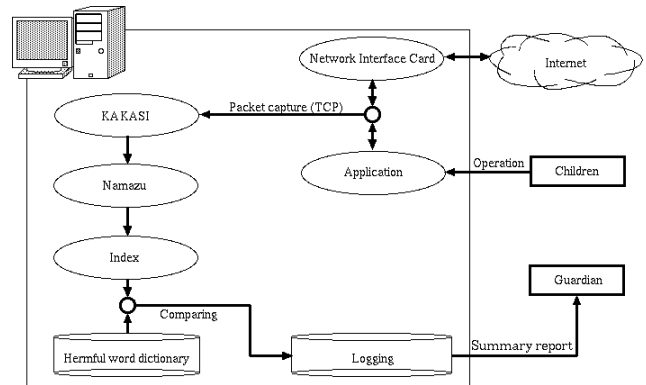 Network Interface Card
Internet
Packet capture (TCP)
KAKASI
Application
Operation
Children
Namazu
Index
Guardian
Comparing
Hermful word dictionary
Logging
Summary report